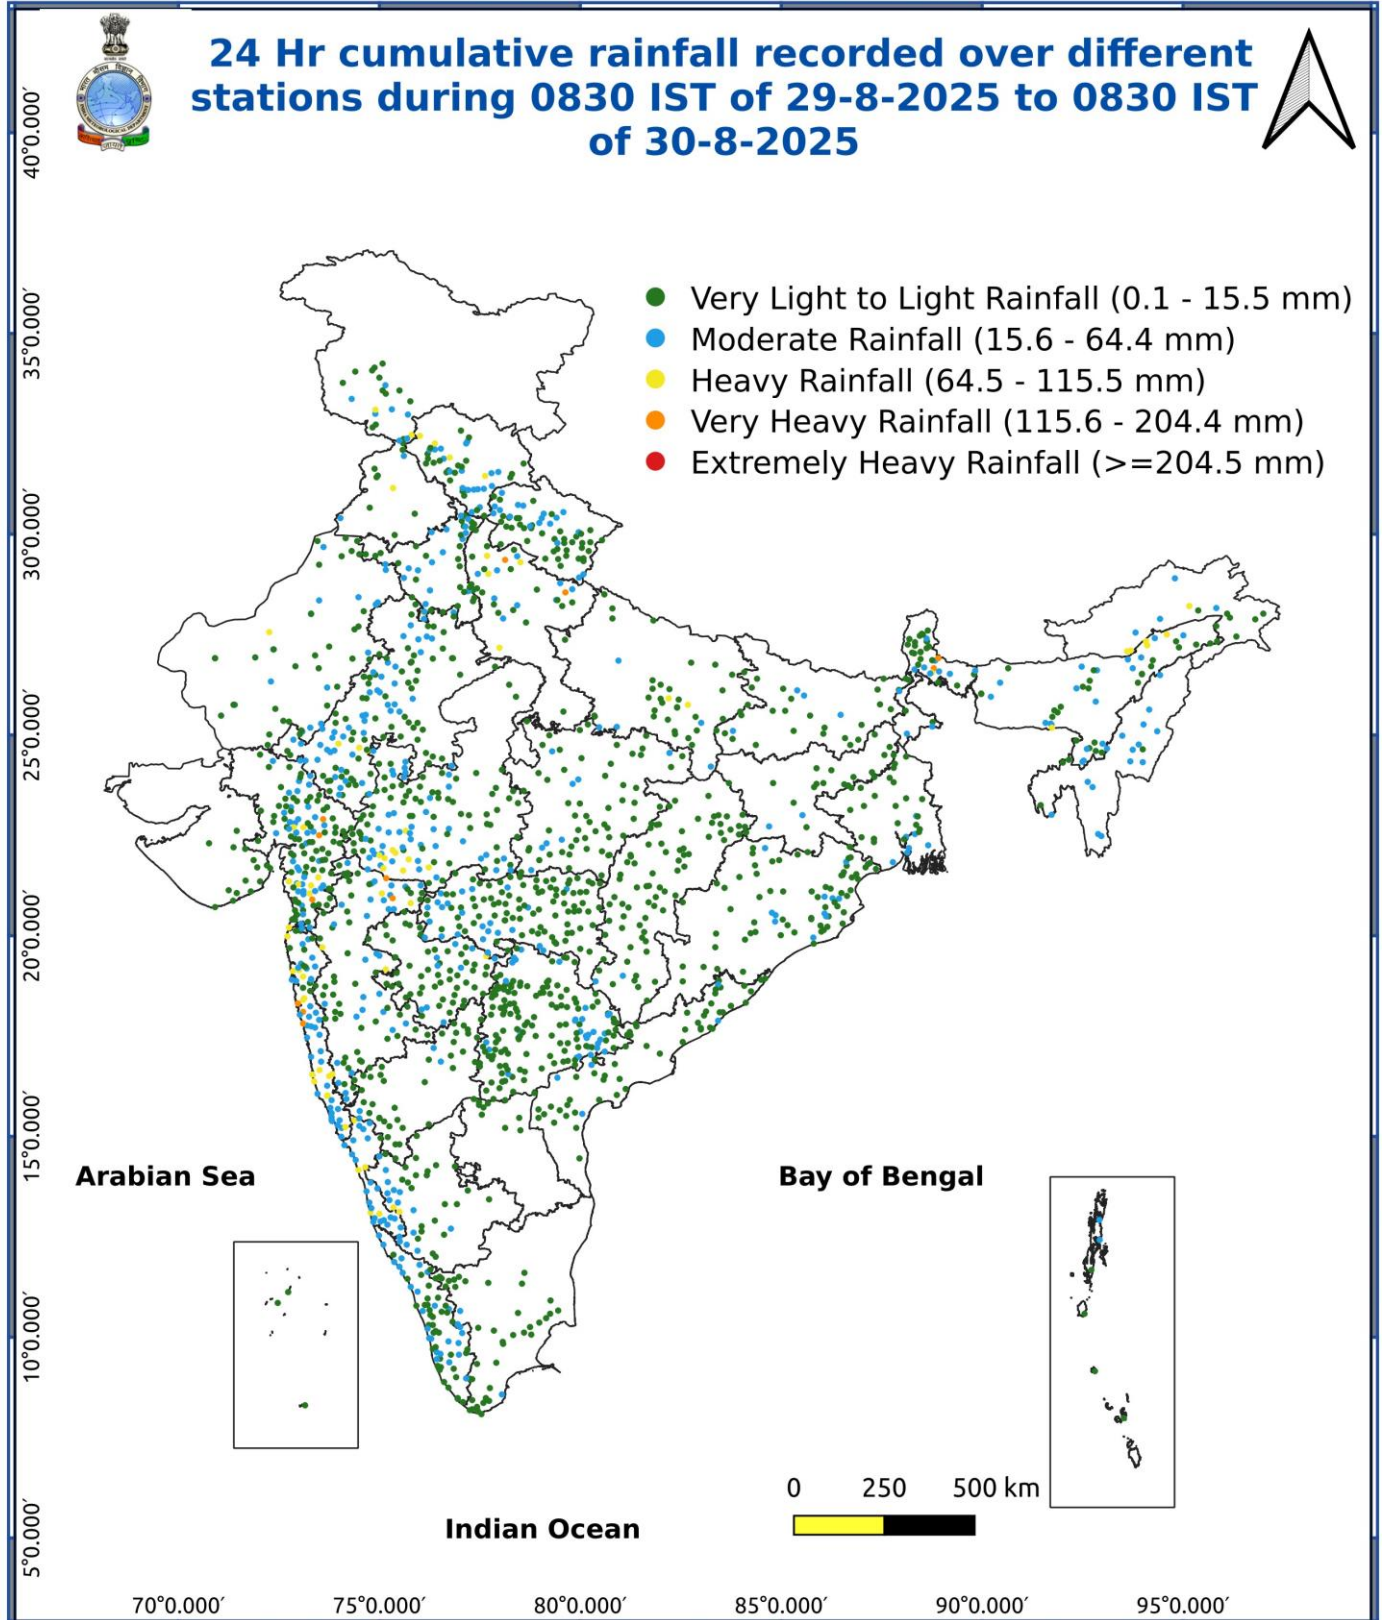 24 Hr cumulative rainfall recorded over different
stations during 0830 IST of 29-8-2025 to 0830 IST
of 30-8-2025
Very Light to Light Rainfall (0.1 - 15.5 mm)
Moderate Rainfall (15.6 - 64.4 mm)
Heavy Rainfall (64.5 - 115.5 mm)
Very Heavy Rainfall (115.6 - 204.4 mm)
Extremely Heavy Rainfall (>=204.5 mm)
40°0.000′
35°0.000′
30°0.000′
25°0.000′
20°0.000′
15°0.000′
10°0.000′
5°0.000′
Arabian Sea
Bay of Bengal
Indian Ocean
0 250 500 km
70°0.000′ 75°0.000′ 80°0.000′ 85°0.000′ 90°0.000′ 95°0.000′